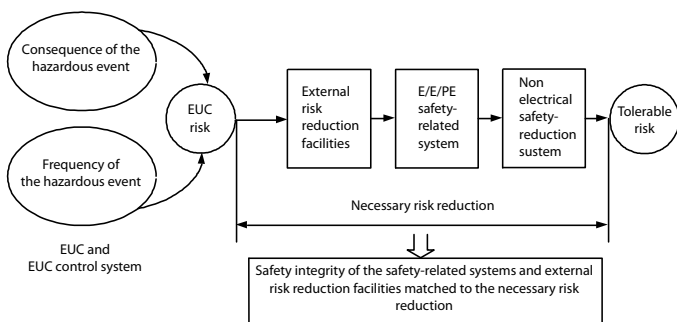 Consequence of the
hazardous event
Frequency of
the hazardous event
EUC and
EUC control system
EUC
risk
External
risk
reduction
facilities
E/E/PE
safety-
related
system
Non
electrical
safety-
reduction
sustem
Tolerable
risk
Necessary risk reduction
Safety integrity of the safety-related systems and external
risk reduction facilities matched to the necessary risk
reduction